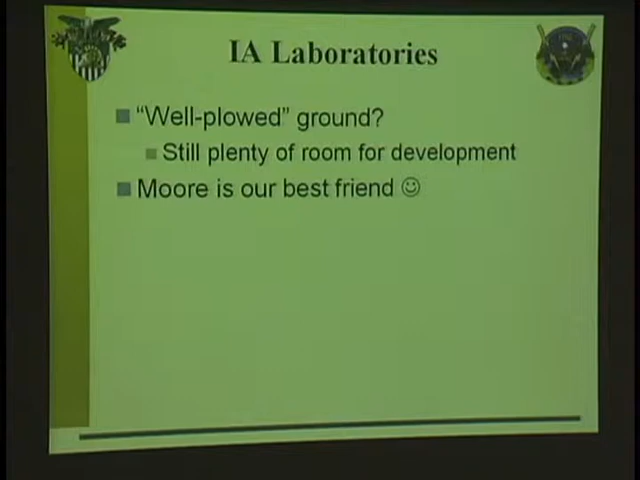 IA Laboratories
“Well-plowed” ground?
Still plenty of room for development
Moore is our best friend ☺